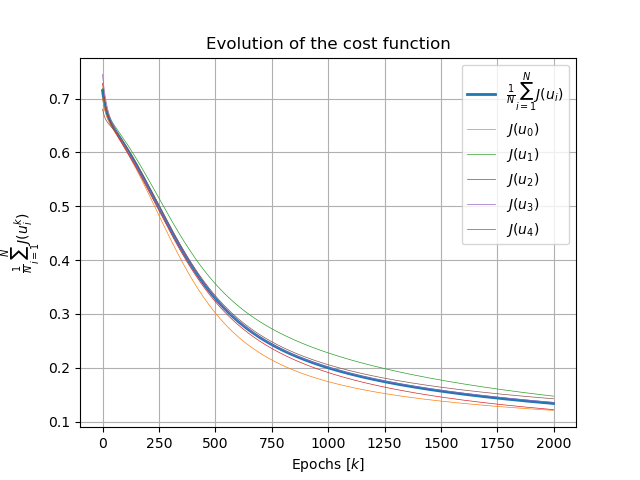 Evolution of the cost function
0.7
0.6
0.5
0.4
0.3
0.2
0.1
0
250
500
750
1000
1250
1500
1750
2000
Epochs [k]
1/N ∑_{i=1}^N J(u_i^k)
1/N ∑_{i=1}^N J(u_i)
J(u_0)
J(u_1)
J(u_2)
J(u_3)
J(u_4)